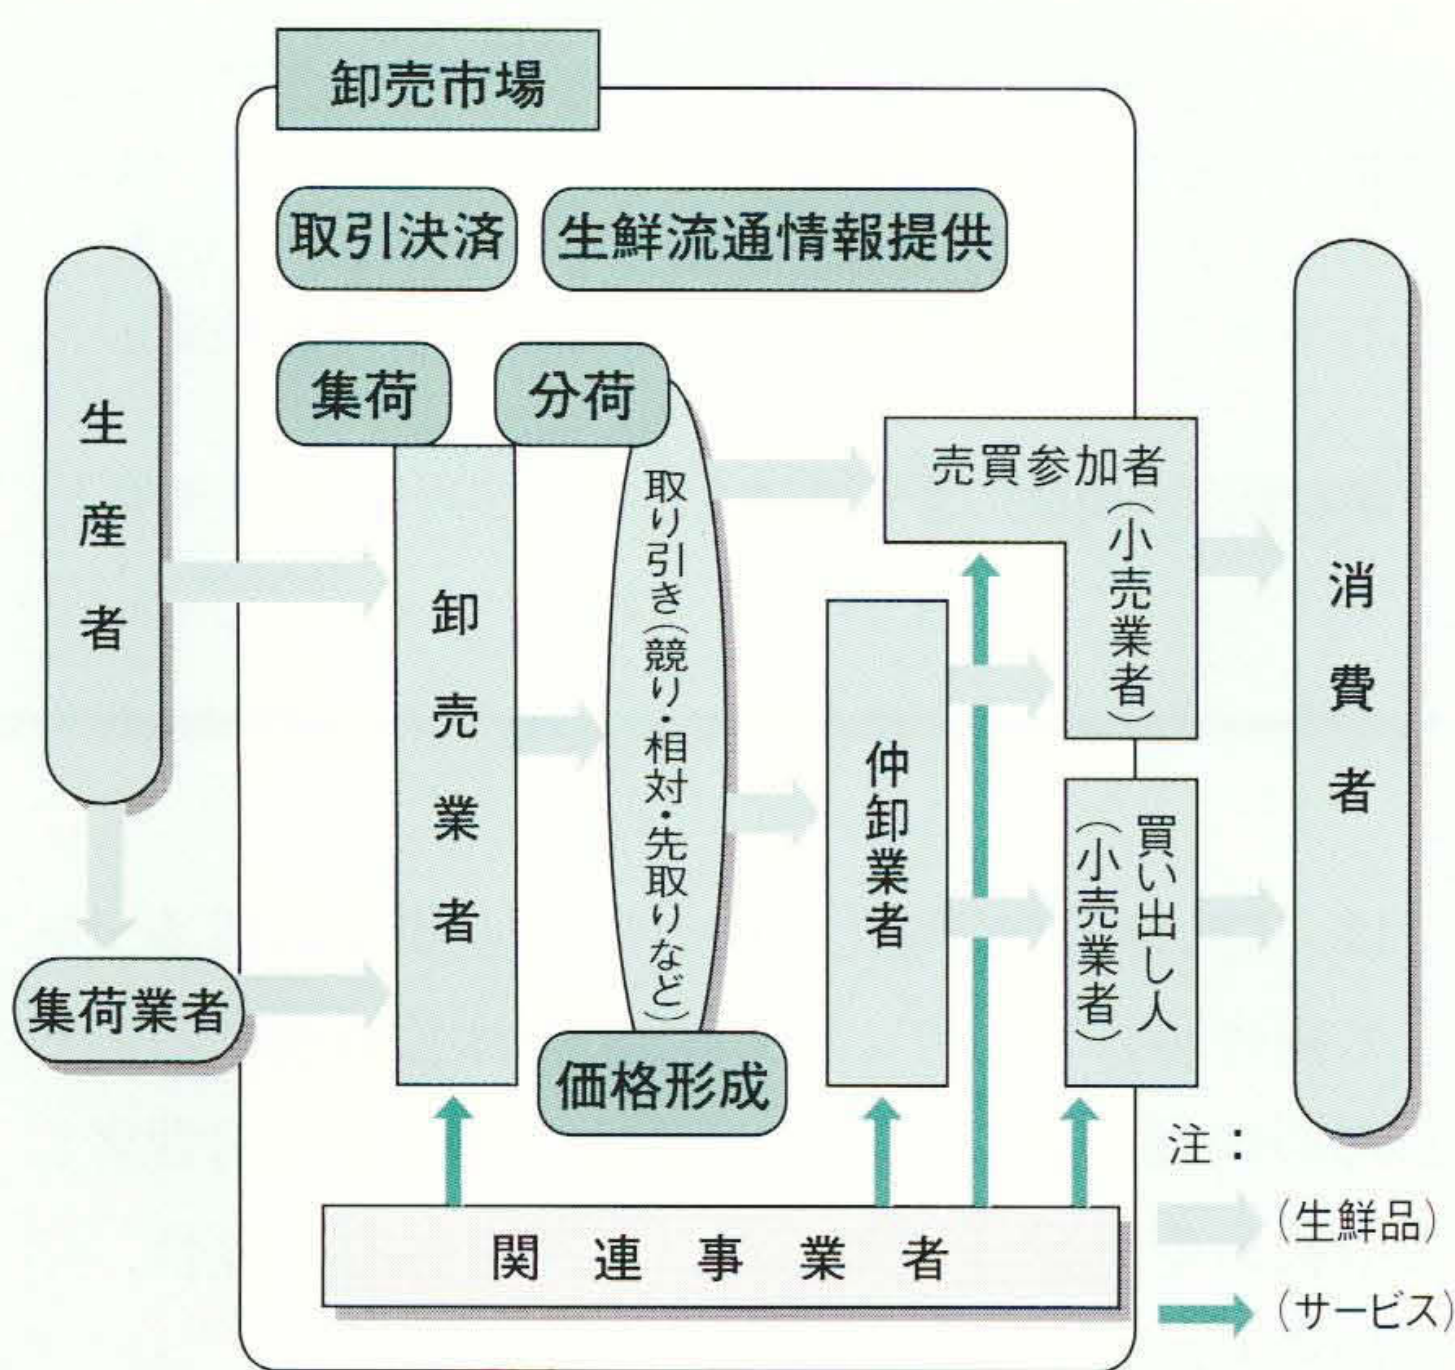 卸売市場
取引決済
生鮮流通情報提供
集荷
分荷
生産者
集荷業者
卸売業者
取り引き(競り・相対・先取りなど)
価格形成
仲卸業者
売買参加者
(小売業者)
買い出し人
(小売業者)
消費者
関連事業者
注：
(生鮮品)
(サービス)